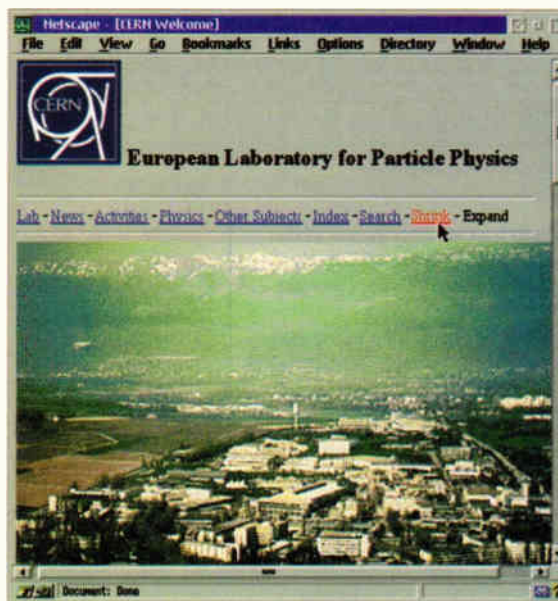 Netscape - [CERN Welcome]
File Edit View Go Bookmarks Links Options Directory Window Help
CERN
European Laboratory for Particle Physics
Lab - News - Activities - Physics - Other Subjects - Index - Search - Shrink - Expand
Document: Done